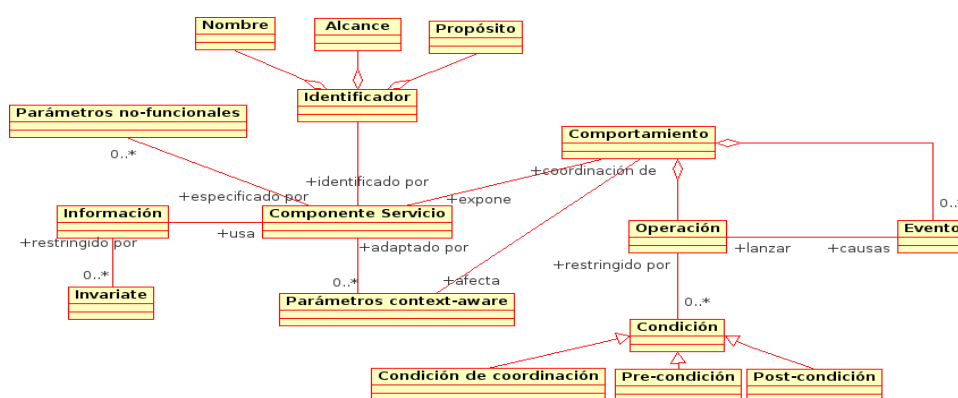 Nombre
Alcance
Propósito
Identificador
Parámetros no-funcionales
Comportamiento
0..*
+coordinación de
+identificado por
+especificado por
+expone
Información
Componente Servicio
0..*
+usa
Operación
Evento
+restringido por
+adaptado por
+lanzar
+causas
+restringido por
0..*
0..*
+afecta
Invariate
Parámetros context-aware
0..*
Condición
Condición de coordinación
Pre-condición
Post-condición